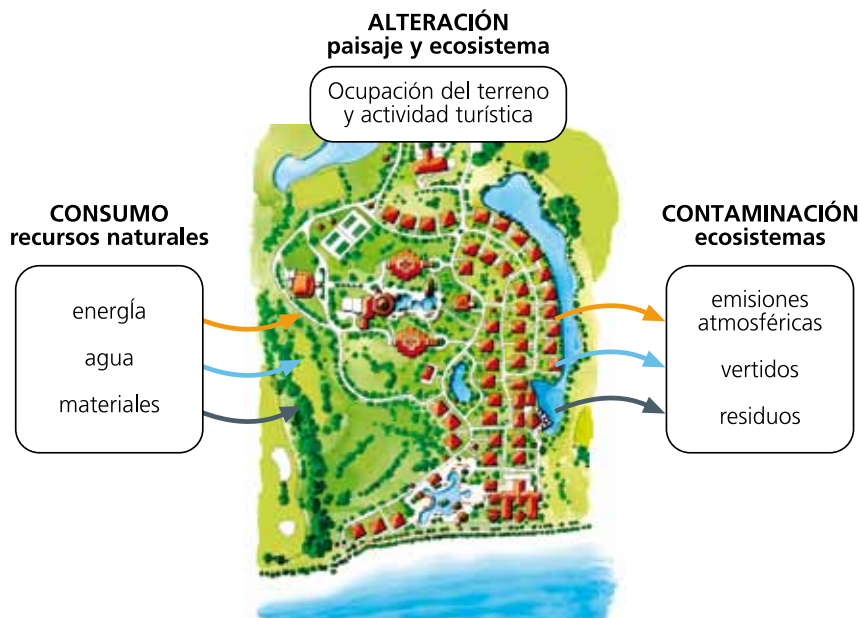 ALTERACIÓN
paisaje y ecosistema
Ocupación del terreno
y actividad turística
CONSUMO
recursos naturales
energía
agua
materiales
CONTAMINACIÓN
ecosistemas
emisiones
atmosféricas
vertidos
residuos